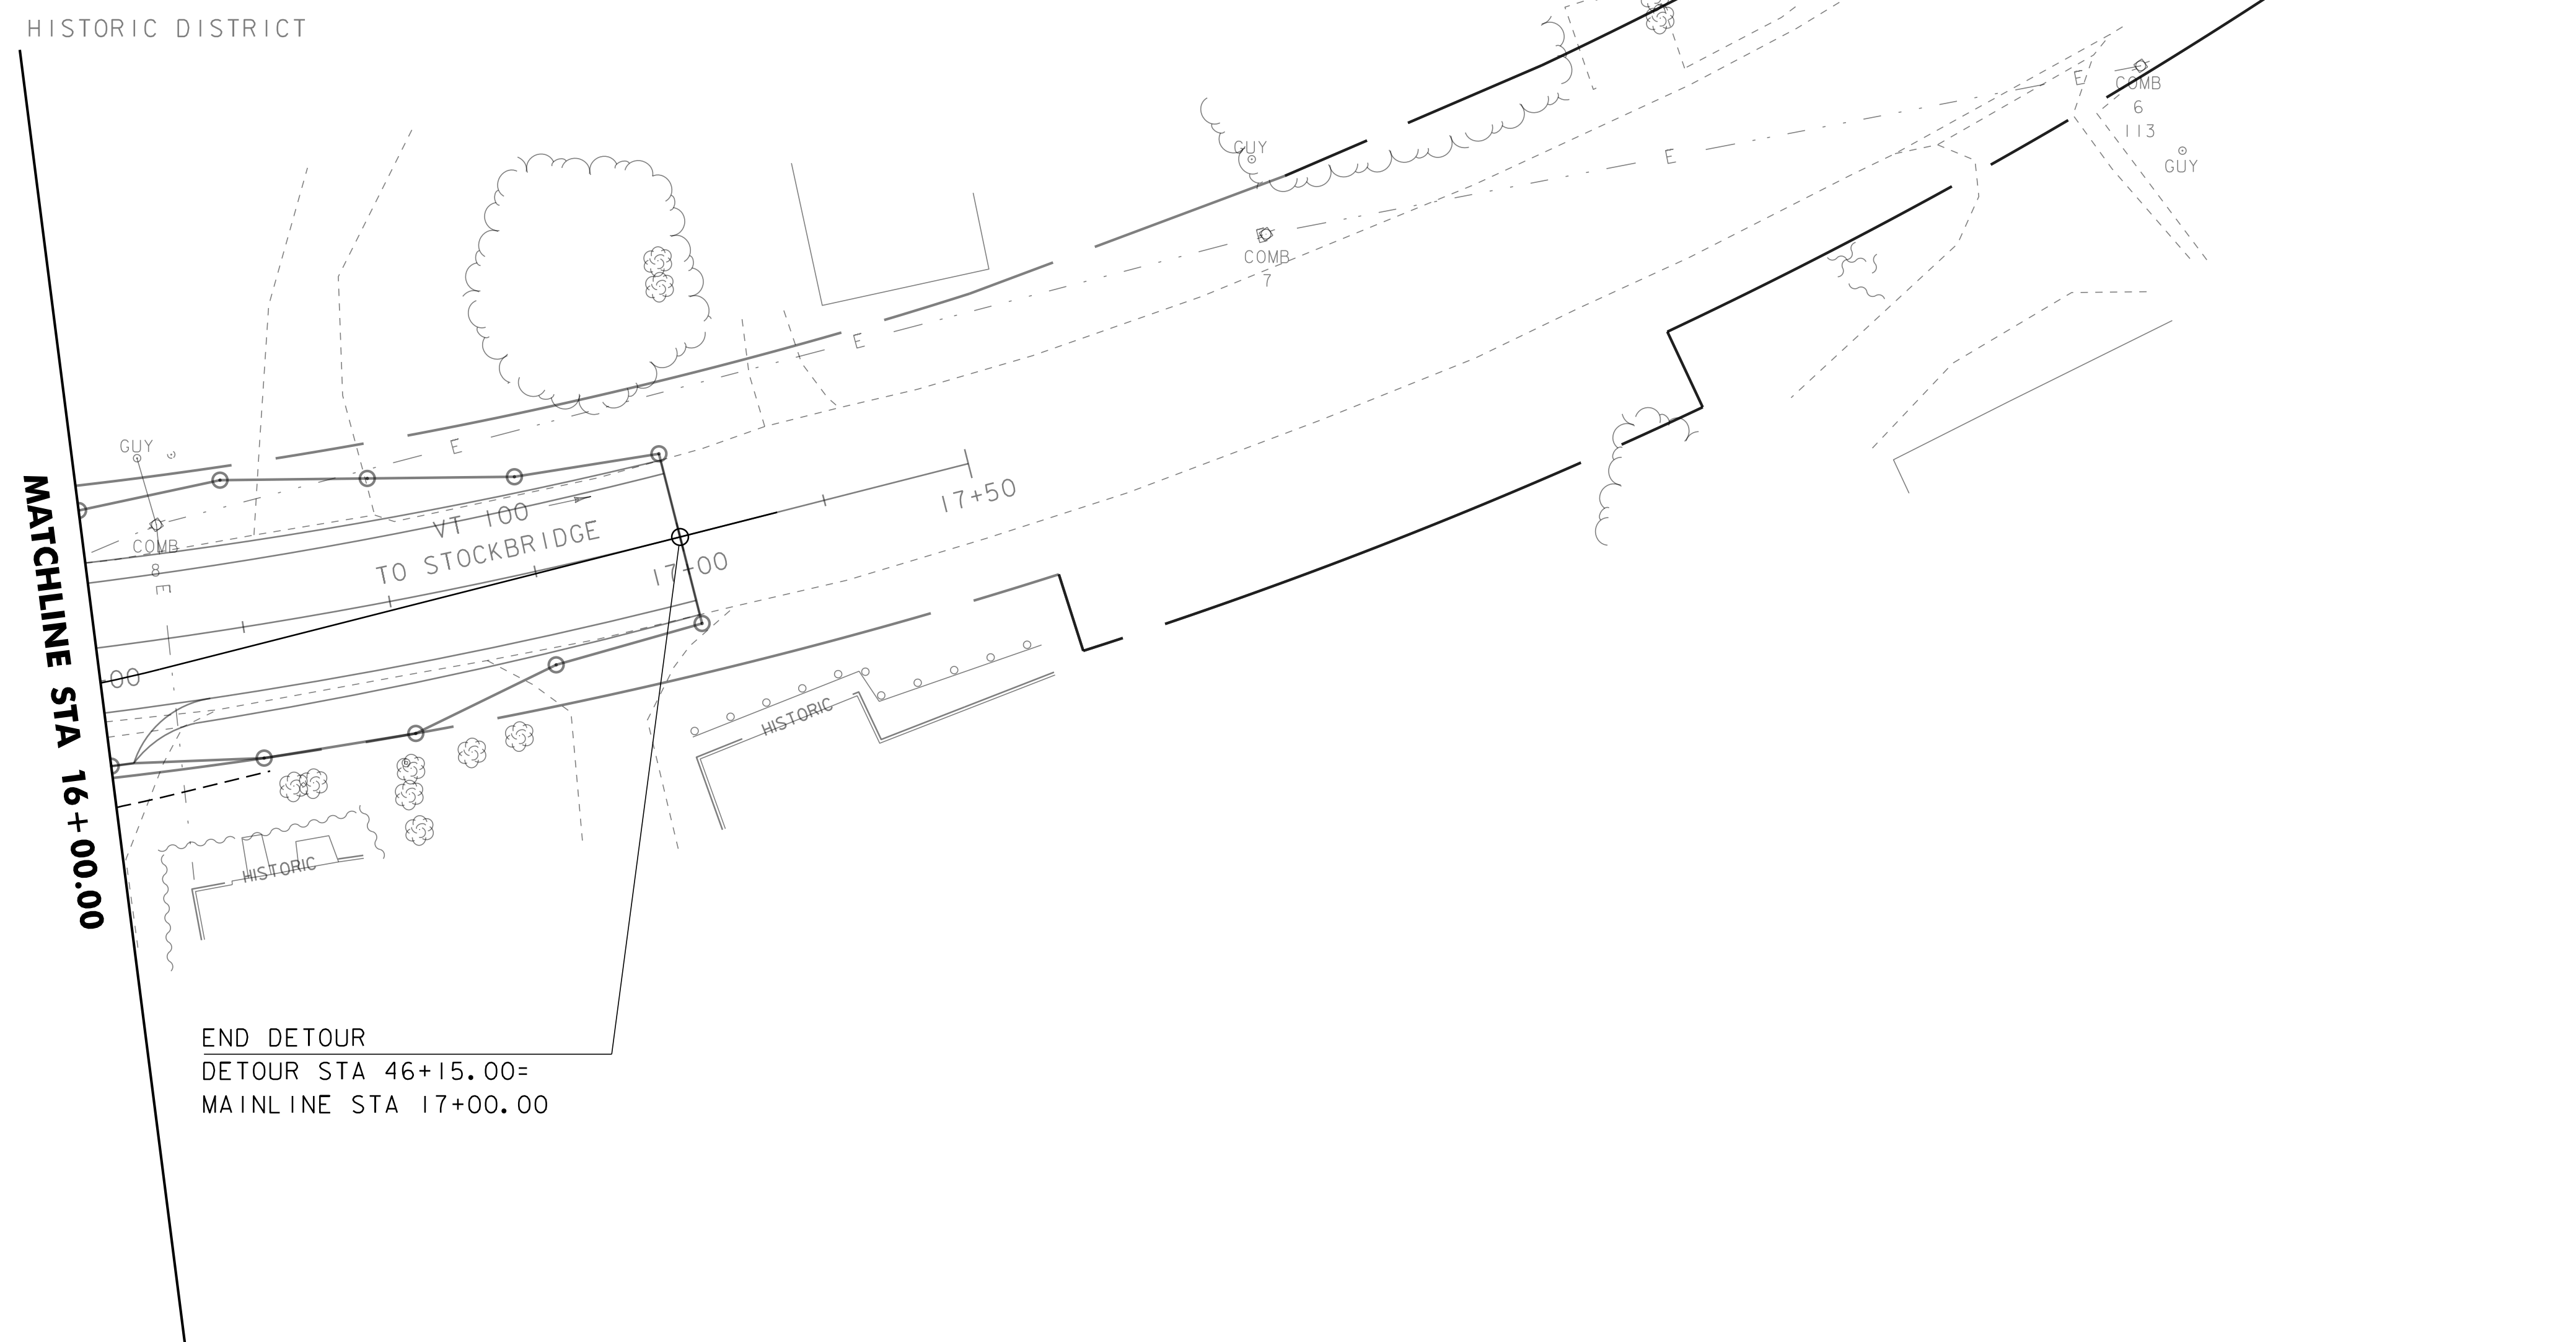 HISTORIC DISTRICT
E
COMB
6
113
GUY
GUY
E
COMB
7
E
GUY
E
17+50
VT 100
TO STOCKBRIDGE
COMB
8
E
17+00
00
MATCHLINE STA 16+00.00
HISTORIC
HISTORIC
END DETOUR
DETOUR STA 46+15.00=
MAINLINE STA 17+00.00